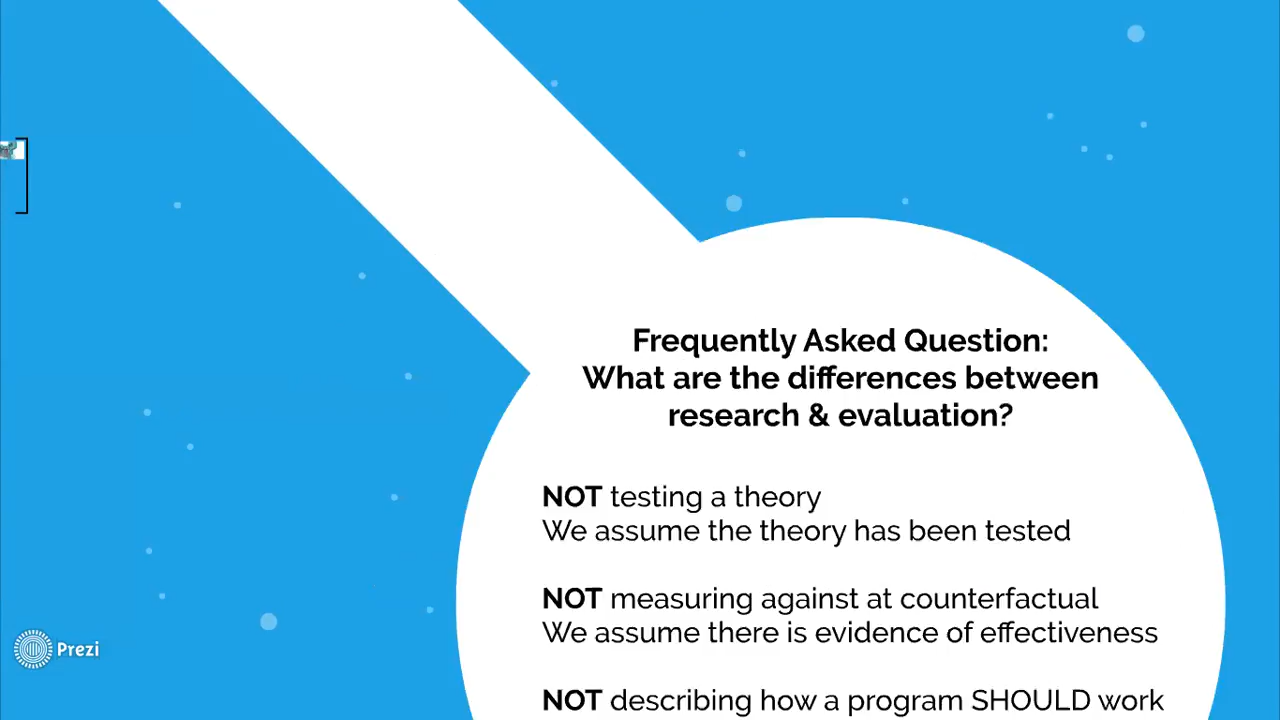 Frequently Asked Question:
What are the differences between
research & evaluation?
NOT testing a theory
We assume the theory has been tested
NOT measuring against at counterfactual
We assume there is evidence of effectiveness
NOT describing how a program SHOULD work
Prezi